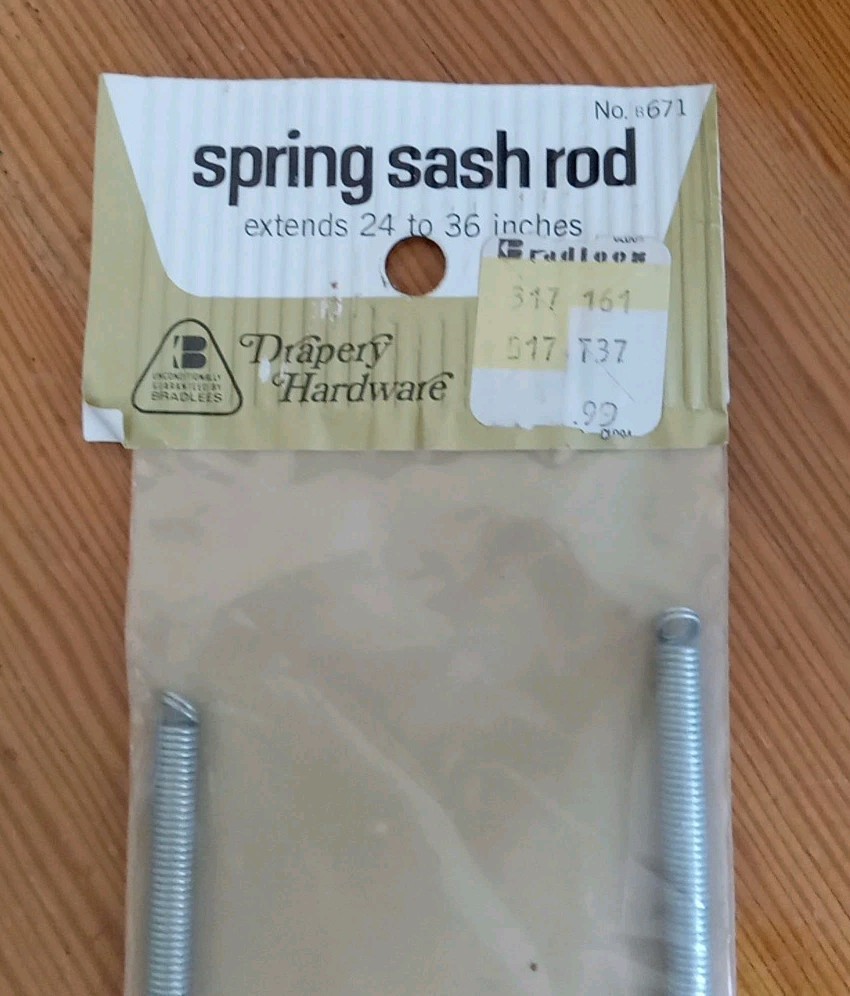 No. B671
spring sash rod
extends 24 to 36 inches
Bradlees
317 161
017 T37
.99
B
UNCONDITIONALLY
GUARANTEED BY
BRADLEES
Drapery
Hardware